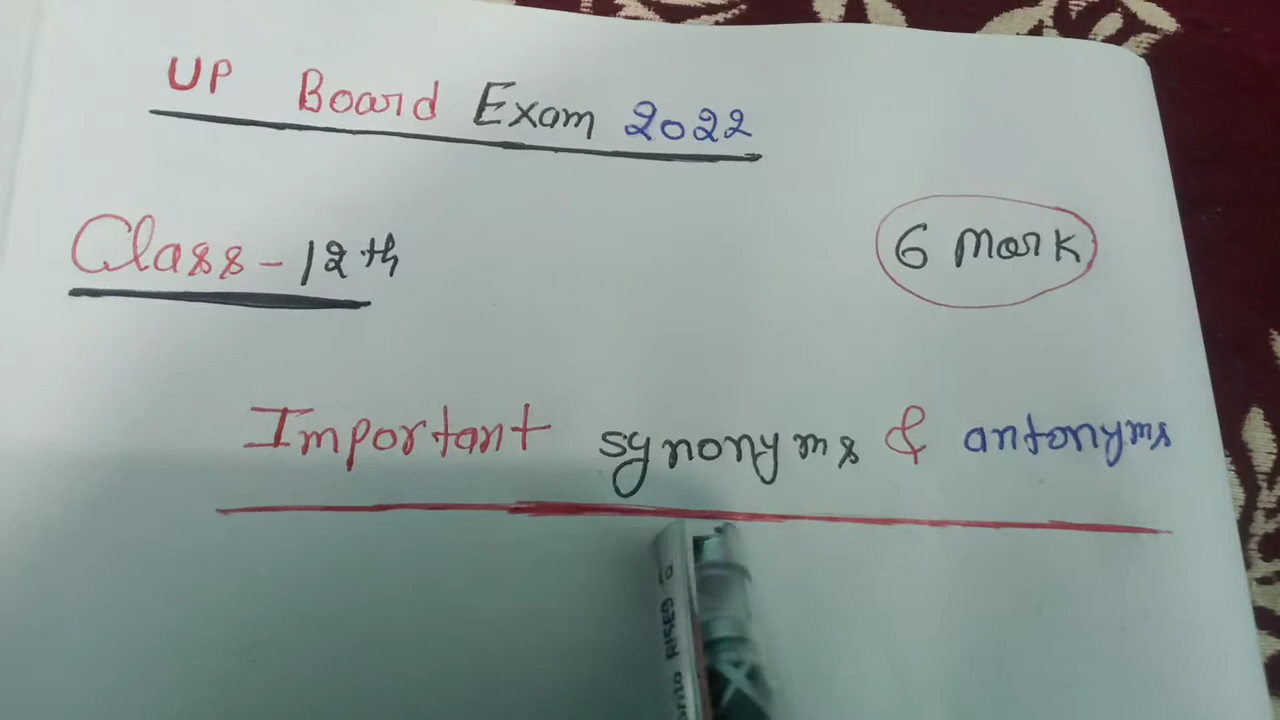 UP Board Exam 2022
Class - 12th
6 Mark
Important synonyms & antonyms